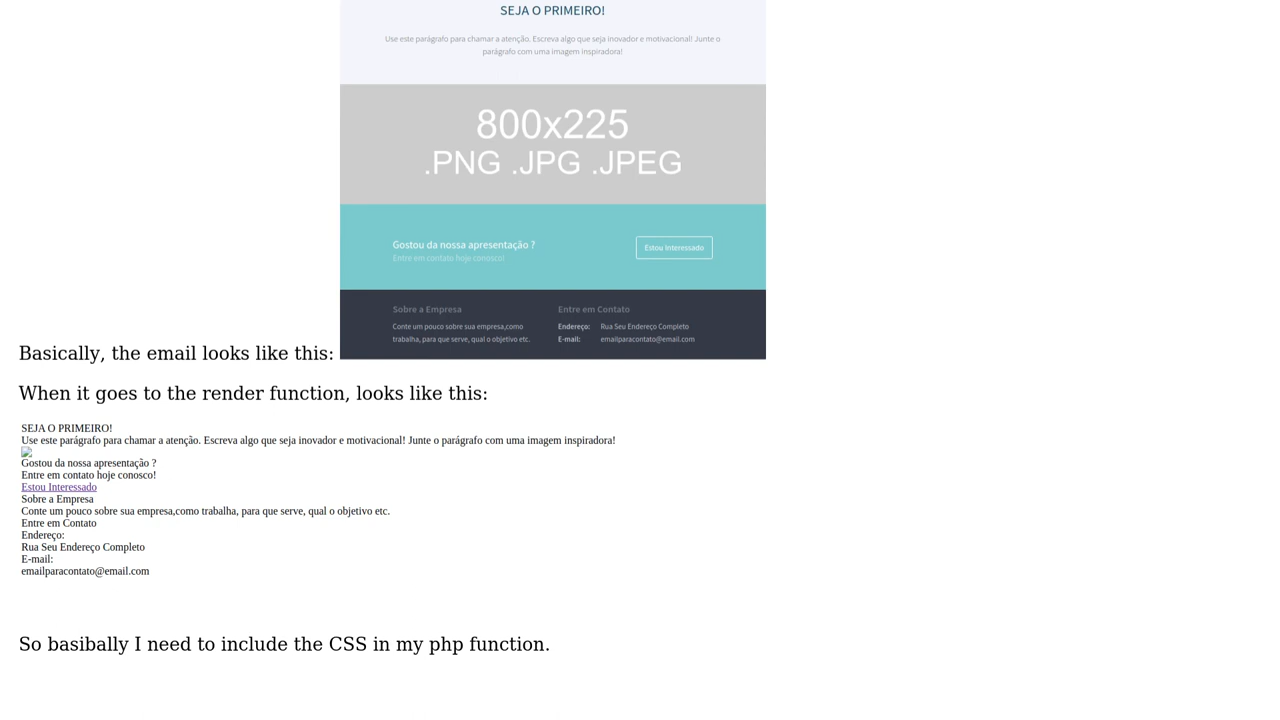 SEJA O PRIMEIRO!
Use este parágrafo para chamar a atenção. Escreva algo que seja inovador e motivacional! Junte o
parágrafo com uma imagem inspiradora!
800x225
.PNG .JPG .JPEG
Gostou da nossa apresentação ?
Entre em contato hoje conosco!
Estou Interessado
Sobre a Empresa
Conte um pouco sobre sua empresa,como
trabalha, para que serve, qual o objetivo etc.
Entre em Contato
Endereço: Rua Seu Endereço Completo
E-mail: emailparacontato@email.com
Basically, the email looks like this:
When it goes to the render function, looks like this:
SEJA O PRIMEIRO!
Use este parágrafo para chamar a atenção. Escreva algo que seja inovador e motivacional! Junte o parágrafo com uma imagem inspiradora!
Gostou da nossa apresentação ?
Entre em contato hoje conosco!
Estou Interessado
Sobre a Empresa
Conte um pouco sobre sua empresa,como trabalha, para que serve, qual o objetivo etc.
Entre em Contato
Endereço:
Rua Seu Endereço Completo
E-mail:
emailparacontato@email.com
So basibally I need to include the CSS in my php function.